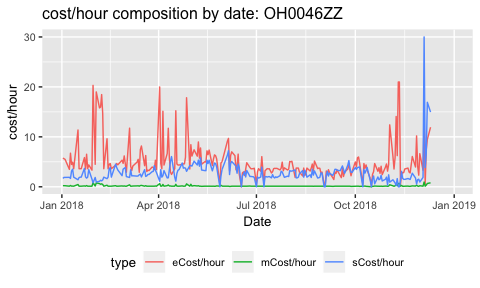 cost/hour composition by date: OH0046ZZ
30
20
10
0
cost/hour
Jan 2018 Apr 2018 Jul 2018 Oct 2018 Jan 2019
Date
type eCost/hour mCost/hour sCost/hour